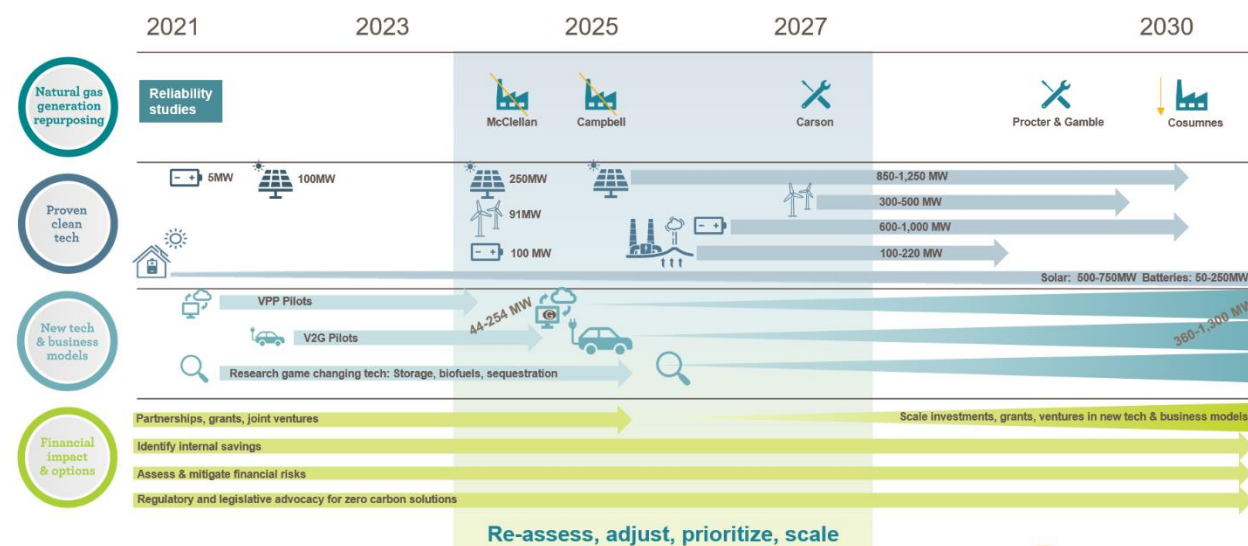 2021
2023
2025
2027
2030
Natural gas
generation
repurposing
Reliability
studies
McClellan
Campbell
Carson
Procter & Gamble
Cosumnes
Proven
clean
tech
5MW
100MW
250MW
850-1,250 MW
91MW
300-500 MW
600-1,000 MW
100 MW
100-220 MW
Solar: 500-750MW Batteries: 50-250MW
New tech
& business
models
VPP Pilots
44-254 MW
G
V2G Pilots
360-1,300 MW
Research game changing tech: Storage, biofuels, sequestration
Financial
impact
& options
Partnerships, grants, joint ventures
Scale investments, grants, ventures in new tech & business models
Identify internal savings
Assess & mitigate financial risks
Regulatory and legislative advocacy for zero carbon solutions
Re-assess, adjust, prioritize, scale